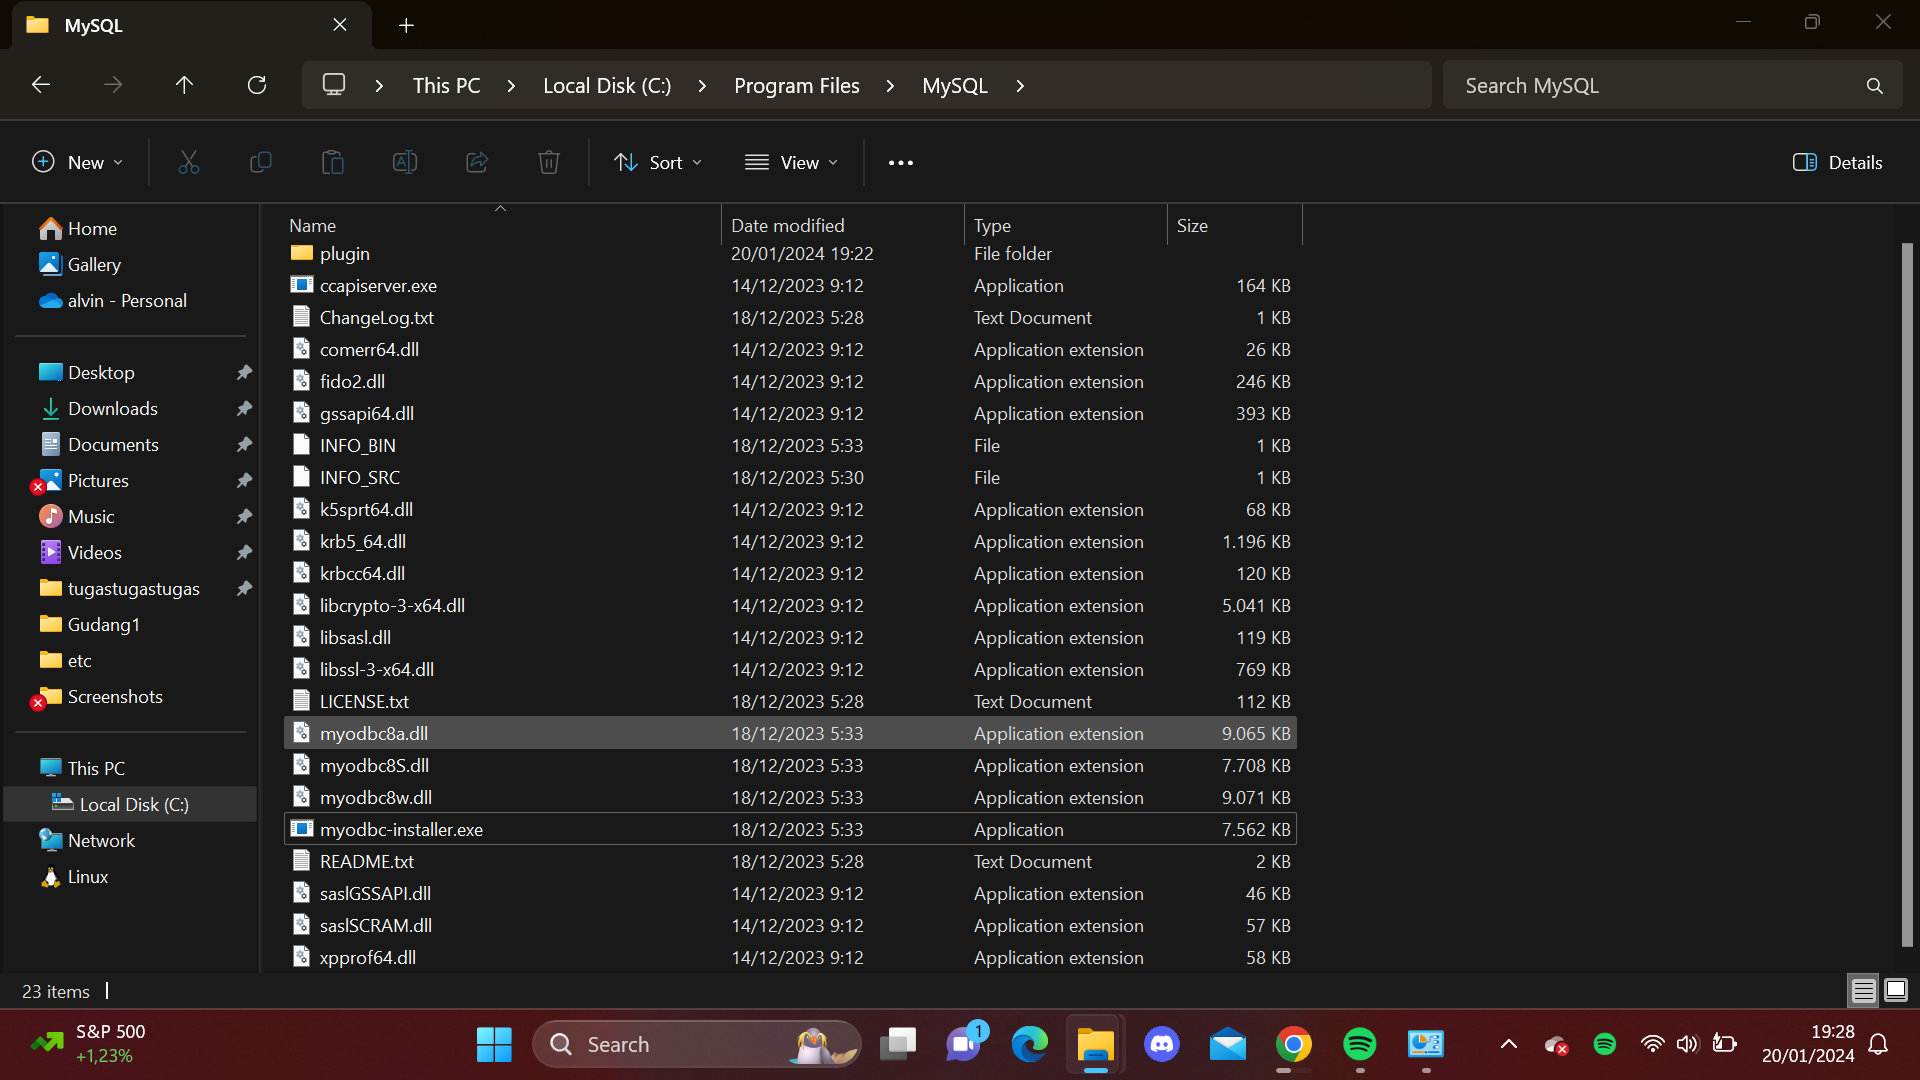 MySQL
This PC
Local Disk (C:)
Program Files
MySQL
Search MySQL
New
Sort
View
Details
Home
Gallery
alvin - Personal
Desktop
Downloads
Documents
Pictures
Music
Videos
tugastugastugas
Gudang1
etc
Screenshots
This PC
Local Disk (C:)
Network
Linux
Name Date modified Type Size
plugin 20/01/2024 19:22 File folder
ccapiserver.exe 14/12/2023 9:12 Application 164 KB
ChangeLog.txt 18/12/2023 5:28 Text Document 1 KB
comerr64.dll 14/12/2023 9:12 Application extension 26 KB
fido2.dll 14/12/2023 9:12 Application extension 246 KB
gssapi64.dll 14/12/2023 9:12 Application extension 393 KB
INFO_BIN 18/12/2023 5:33 File 1 KB
INFO_SRC 18/12/2023 5:30 File 1 KB
k5sprt64.dll 14/12/2023 9:12 Application extension 68 KB
krb5_64.dll 14/12/2023 9:12 Application extension 1.196 KB
krbcc64.dll 14/12/2023 9:12 Application extension 120 KB
libcrypto-3-x64.dll 14/12/2023 9:12 Application extension 5.041 KB
libsasl.dll 14/12/2023 9:12 Application extension 119 KB
libssl-3-x64.dll 14/12/2023 9:12 Application extension 769 KB
LICENSE.txt 18/12/2023 5:28 Text Document 112 KB
myodbc8a.dll 18/12/2023 5:33 Application extension 9.065 KB
myodbc8S.dll 18/12/2023 5:33 Application extension 7.708 KB
myodbc8w.dll 18/12/2023 5:33 Application extension 9.071 KB
myodbc-installer.exe 18/12/2023 5:33 Application 7.562 KB
README.txt 18/12/2023 5:28 Text Document 2 KB
saslGSSAPI.dll 14/12/2023 9:12 Application extension 46 KB
saslSCRAM.dll 14/12/2023 9:12 Application extension 57 KB
xpprof64.dll 14/12/2023 9:12 Application extension 58 KB
23 items
S&P 500
+1,23%
Search
1
19:28
20/01/2024